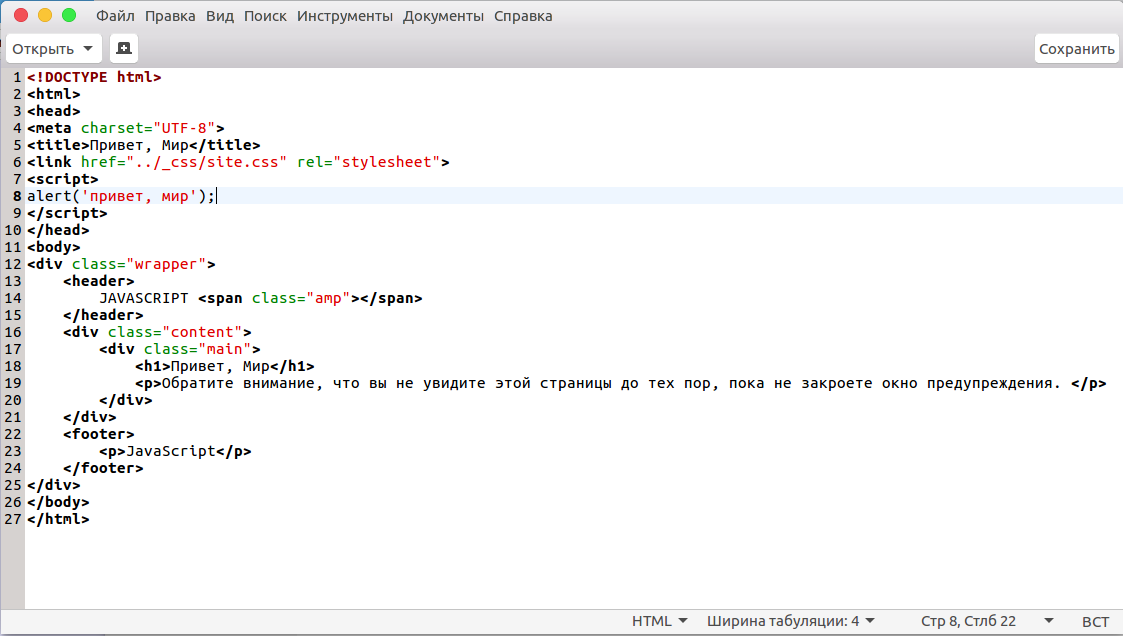 Файл Правка Вид Поиск Инструменты Документы Справка
Открыть Сохранить
1 <!DOCTYPE html>
2 <html>
3 <head>
4 <meta charset="UTF-8">
5 <title>Привет, Мир</title>
6 <link href="../_css/site.css" rel="stylesheet">
7 <script>
8 alert('привет, мир');
9 </script>
10 </head>
11 <body>
12 <div class="wrapper">
13     <header>
14         JAVASCRIPT <span class="amp"></span>
15     </header>
16     <div class="content">
17         <div class="main">
18             <h1>Привет, Мир</h1>
19             <p>Обратите внимание, что вы не увидите этой страницы до тех пор, пока не закроете окно предупреждения. </p>
20         </div>
21     </div>
22     <footer>
23         <p>JavaScript</p>
24     </footer>
25 </div>
26 </body>
27 </html>
HTML Ширина табуляции: 4 Стр 8, Стлб 22 ВСТ